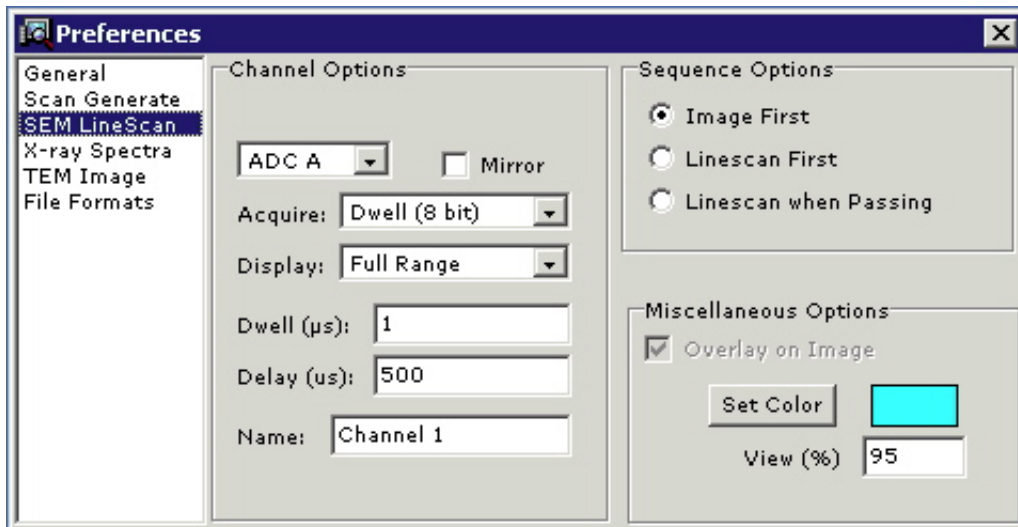 Preferences
General
Scan Generate
SEM LineScan
X-ray Spectra
TEM Image
File Formats
Channel Options
ADC A
Mirror
Acquire: Dwell (8 bit)
Display: Full Range
Dwell (µs): 1
Delay (us): 500
Name: Channel 1
Sequence Options
Image First
Linescan First
Linescan when Passing
Miscellaneous Options
Overlay on Image
Set Color
View (%) 95